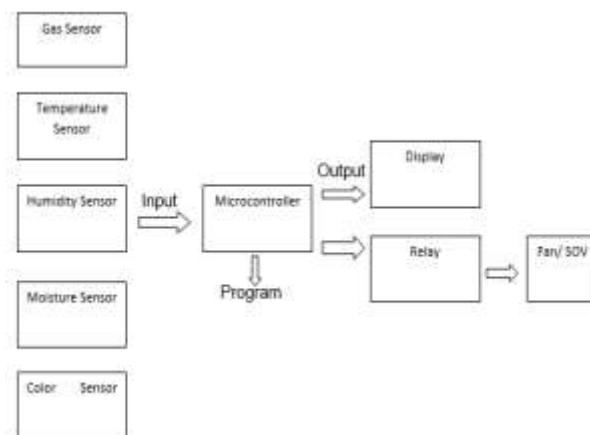 Gas Sensor
Temperature
Sensor
Humidity Sensor
Moisture Sensor
Color Sensor
Input
Microcontroller
Program
Output
Display
Relay
Fan/ SOV